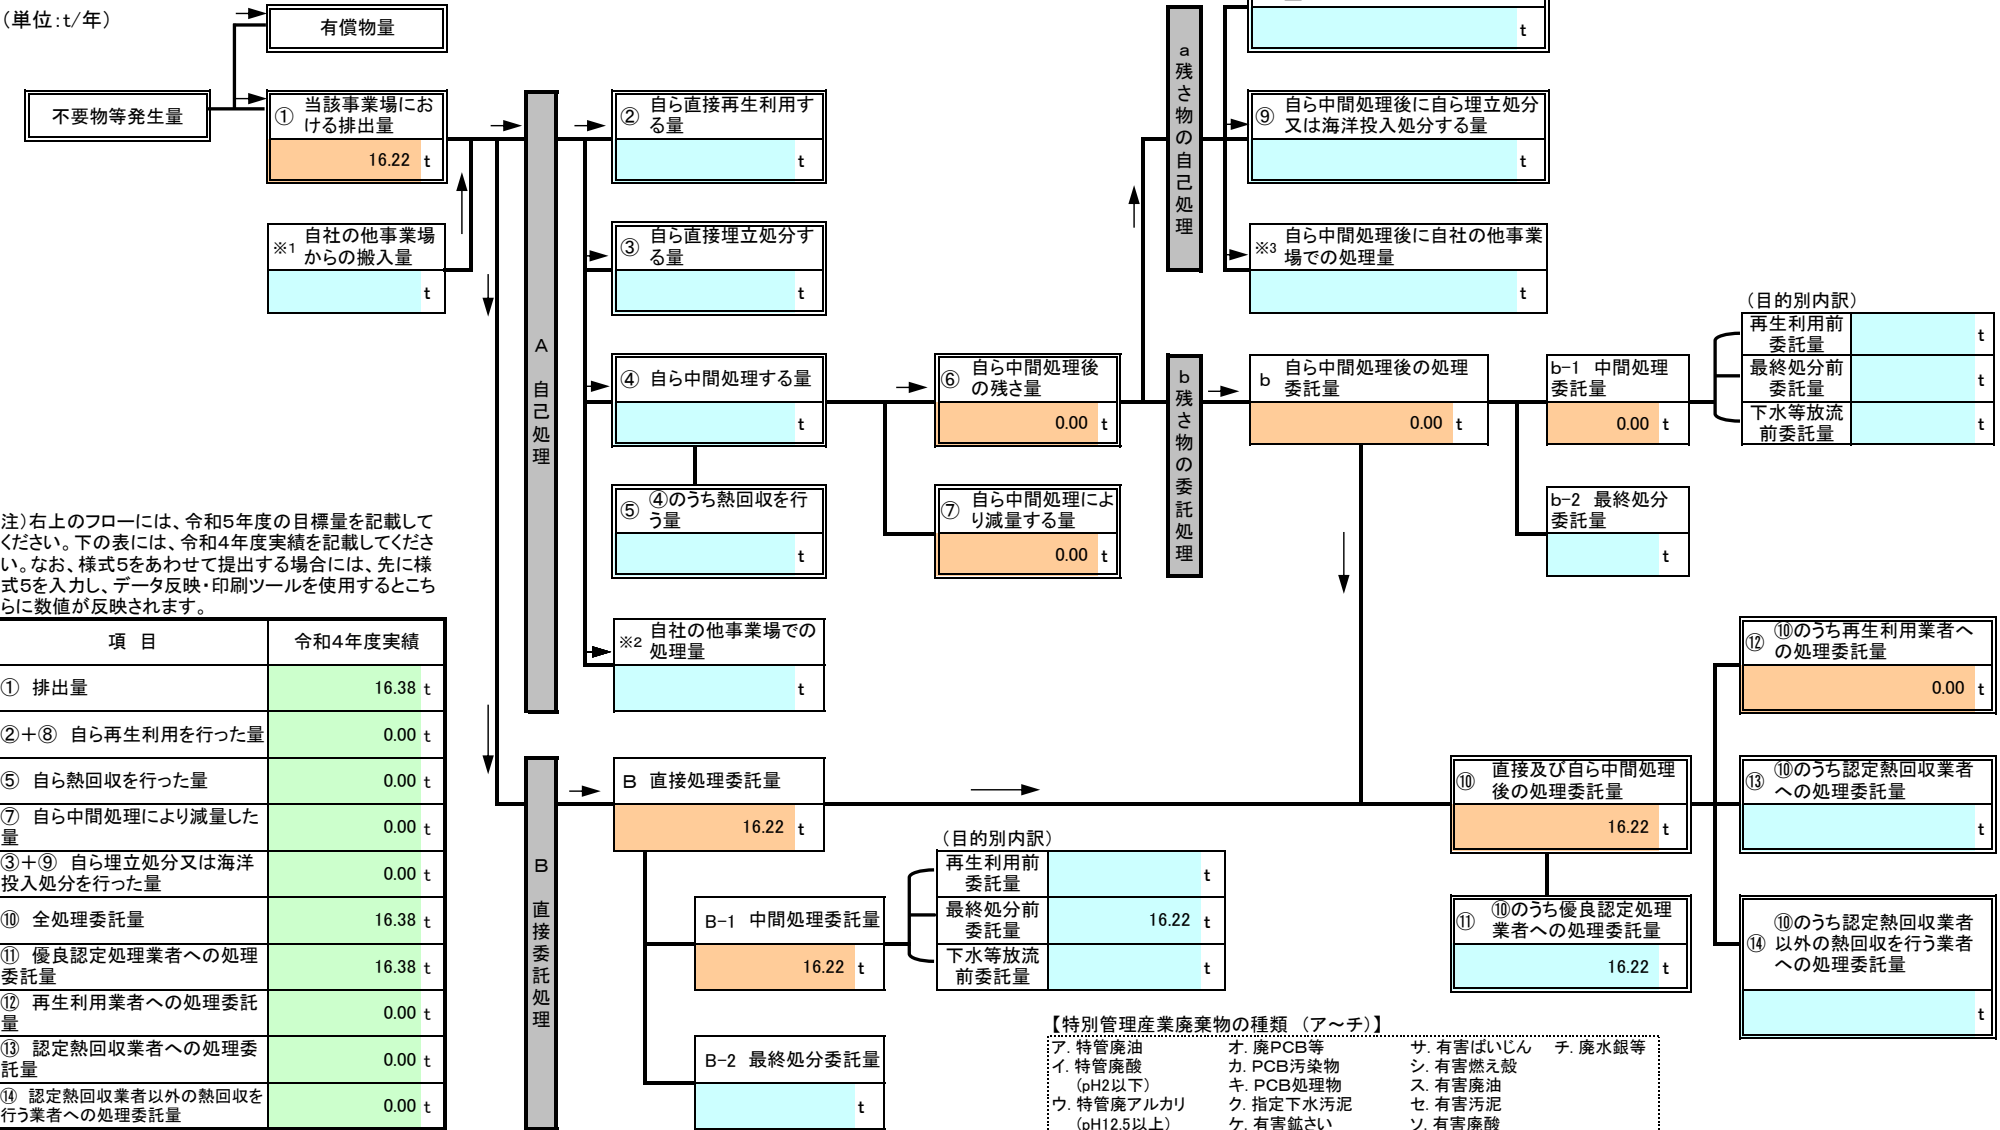 （単位：t/年）
有償物量
不要物等発生量
① 当該事業場にお
ける排出量
16.22 t
※1 自社の他事業場
からの搬入量
t
A 自己処理
② 自ら直接再生利用す
る量
t
③ 自ら直接埋立処分す
る量
t
④ 自ら中間処理する量
t
⑤ ④のうち熱回収を行
う量
t
※2 自社の他事業場での
処理量
t
⑥ 自ら中間処理後
の残さ量
0.00 t
⑦ 自ら中間処理によ
り減量する量
0.00 t
a 残さ物の自己処理
t
⑨ 自ら中間処理後に自ら埋立処分
又は海洋投入処分する量
t
※3 自ら中間処理後に自社の他事業
場での処理量
t
b 残さ物の委託処理
b 自ら中間処理後の処理
委託量
0.00 t
b-1 中間処理
委託量
0.00 t
b-2 最終処分
委託量
t
（目的別内訳）
再生利用前
委託量
t
最終処分前
委託量
t
下水等放流
前委託量
t
注）右上のフローには、令和５年度の目標量を記載して
ください。下の表には、令和４年度実績を記載してくださ
い。なお、様式５をあわせて提出する場合には、先に様
式５を入力し、データ反映・印刷ツールを使用するとこち
らに数値が反映されます。
項 目 令和４年度実績
① 排出量 16.38 t
②＋⑧ 自ら再生利用を行った量 0.00 t
⑤ 自ら熱回収を行った量 0.00 t
⑦ 自ら中間処理により減量した
量 0.00 t
③＋⑨ 自ら埋立処分又は海洋
投入処分を行った量 0.00 t
⑩ 全処理委託量 16.38 t
⑪ 優良認定処理業者への処理
委託量 16.38 t
⑫ 再生利用業者への処理委託
量 0.00 t
⑬ 認定熱回収業者への処理委
託量 0.00 t
⑭ 認定熱回収業者以外の熱回収を
行う業者への処理委託量 0.00 t
B 直接委託処理
B 直接処理委託量
16.22 t
B-1 中間処理委託量
16.22 t
B-2 最終処分委託量
t
（目的別内訳）
再生利用前
委託量
t
最終処分前
委託量
16.22 t
下水等放流
前委託量
t
⑩ 直接及び自ら中間処理
後の処理委託量
16.22 t
⑪ ⑩のうち優良認定処理
業者への処理委託量
16.22 t
⑫ ⑩のうち再生利用業者へ
の処理委託量
0.00 t
⑬ ⑩のうち認定熱回収業者
への処理委託量
t
⑭ ⑩のうち認定熱回収業者
以外の熱回収を行う業者
への処理委託量
t
【特別管理産業廃棄物の種類 （ア～チ）】
ア. 特管廃油 オ. 廃PCB等 サ. 有害ばいじん チ. 廃水銀等
イ. 特管廃酸 カ. PCB汚染物 シ. 有害燃え殻
（pH2以下） キ. PCB処理物 ス. 有害廃油
ウ. 特管廃アルカリ ク. 指定下水汚泥 セ. 有害汚泥
（pH12.5以上） ケ. 有害鉱さい ソ. 有害廃酸